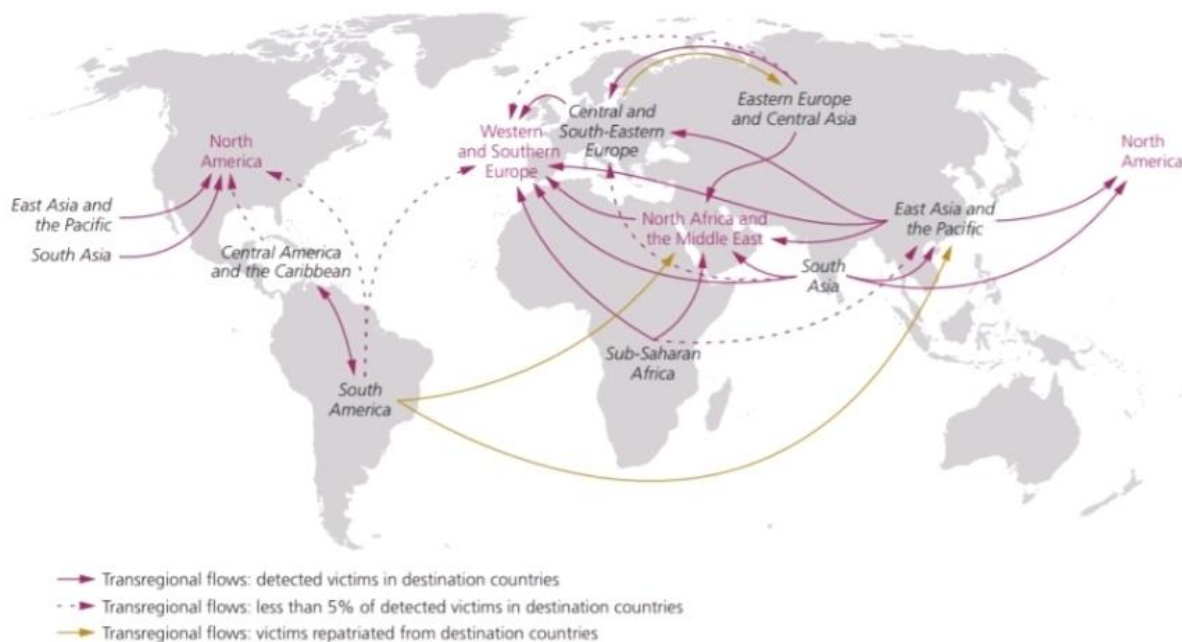 North
America
East Asia and
the Pacific
South Asia
Central America
and the Caribbean
South
America
Western
and Southern
Europe
Central and
South-Eastern
Europe
Eastern Europe
and Central Asia
North Africa and
the Middle East
Sub-Saharan
Africa
South
Asia
East Asia and
the Pacific
North
America
Transregional flows: detected victims in destination countries
Transregional flows: less than 5% of detected victims in destination countries
Transregional flows: victims repatriated from destination countries